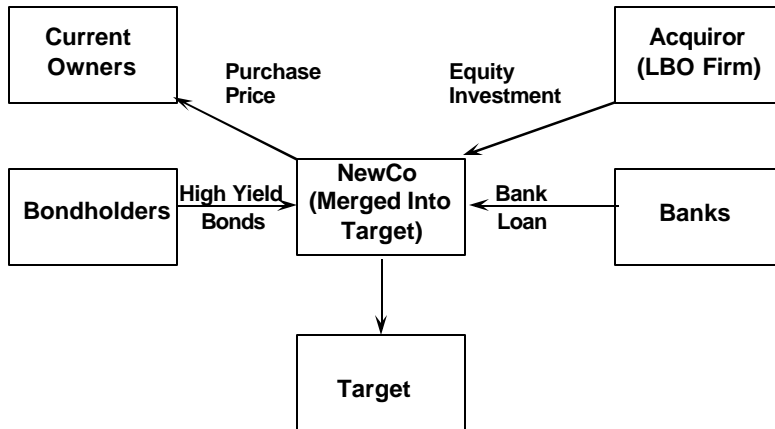 Current
Owners
Purchase
Price
Equity
Investment
Acquiror
(LBO Firm)
Bondholders
High Yield
Bonds
NewCo
(Merged Into
Target)
Bank
Loan
Banks
Target